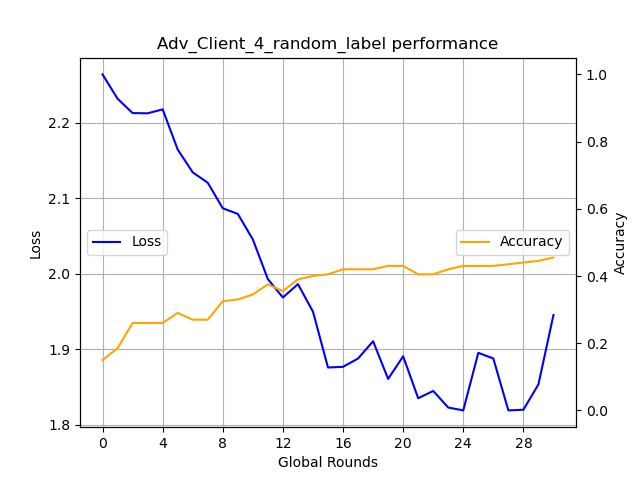 Adv_Client_4_random_label performance
Loss
2.2
2.1
2.0
1.9
1.8
Loss
Accuracy
1.0
0.8
0.6
0.4
0.2
0.0
Accuracy
0 4 8 12 16 20 24 28
Global Rounds